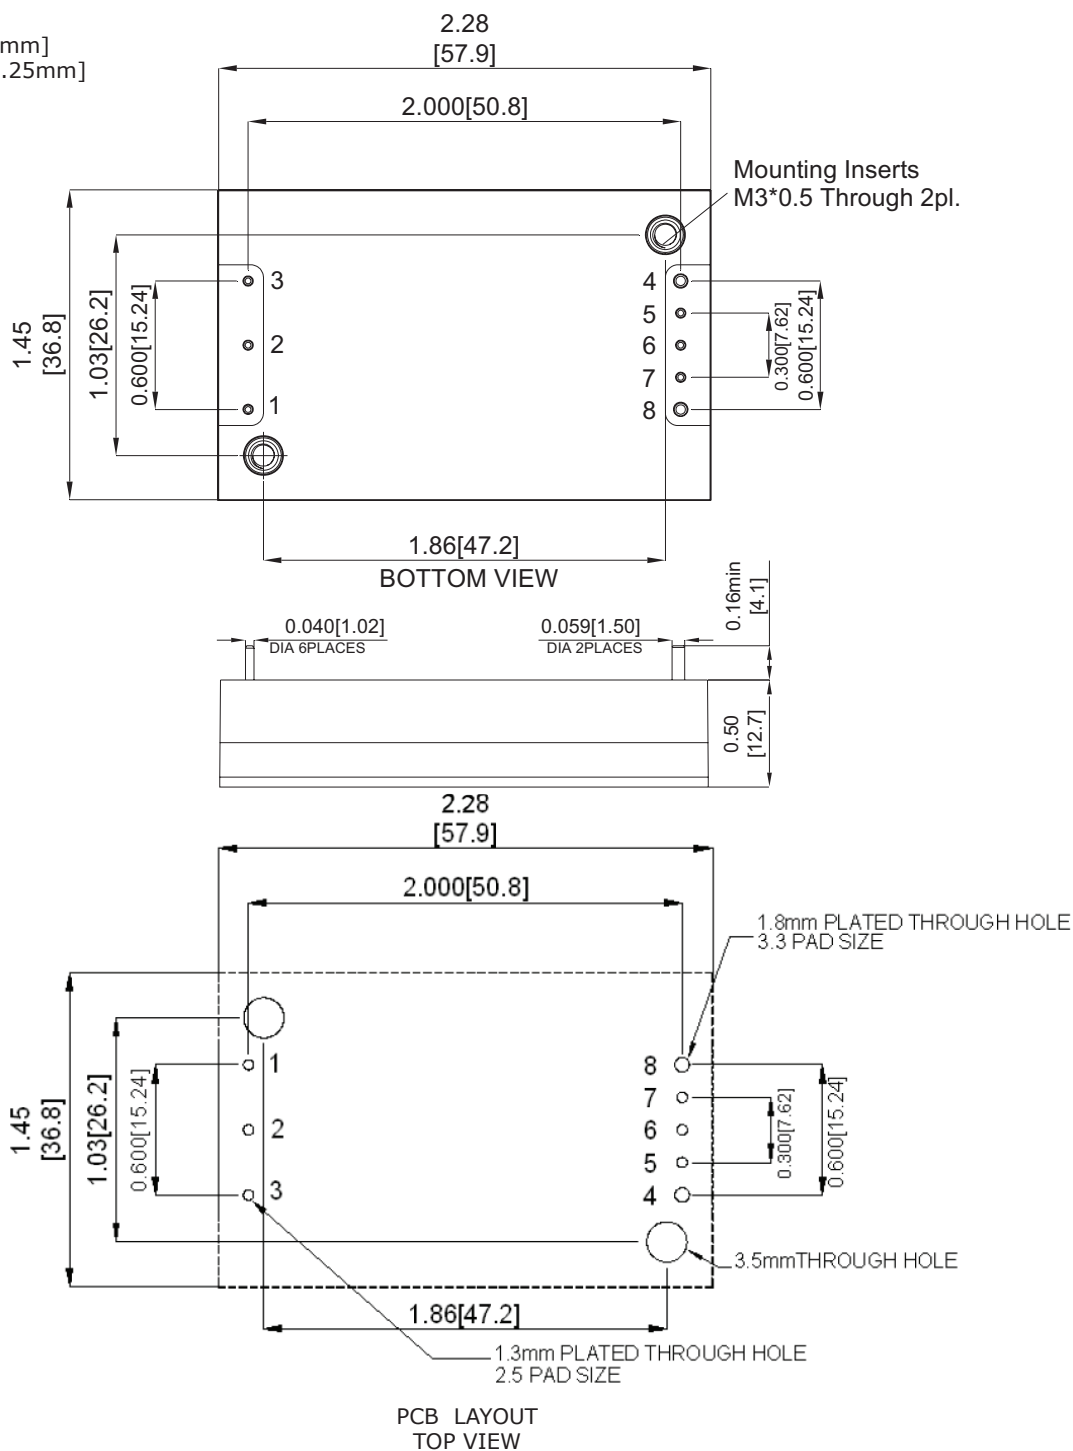 2.28
[57.9]
mm]
.25mm]
2.000[50.8]
Mounting Inserts
M3*0.5 Through 2pl.
3
4
5
2
6
7
1
8
1.45
[36.8]
1.03[26.2]
0.600[15.24]
0.300[7.62]
0.600[15.24]
1.86[47.2]
BOTTOM VIEW
0.16min
[4.1]
0.040[1.02]
DIA 6PLACES
0.059[1.50]
DIA 2PLACES
0.50
[12.7]
2.28
[57.9]
2.000[50.8]
1.8mm PLATED THROUGH HOLE
3.3 PAD SIZE
1
8
7
2
6
5
3
4
1.45
[36.8]
1.03[26.2]
0.600[15.24]
0.300[7.62]
0.600[15.24]
3.5mmTHROUGH HOLE
1.86[47.2]
1.3mm PLATED THROUGH HOLE
2.5 PAD SIZE
PCB LAYOUT
TOP VIEW